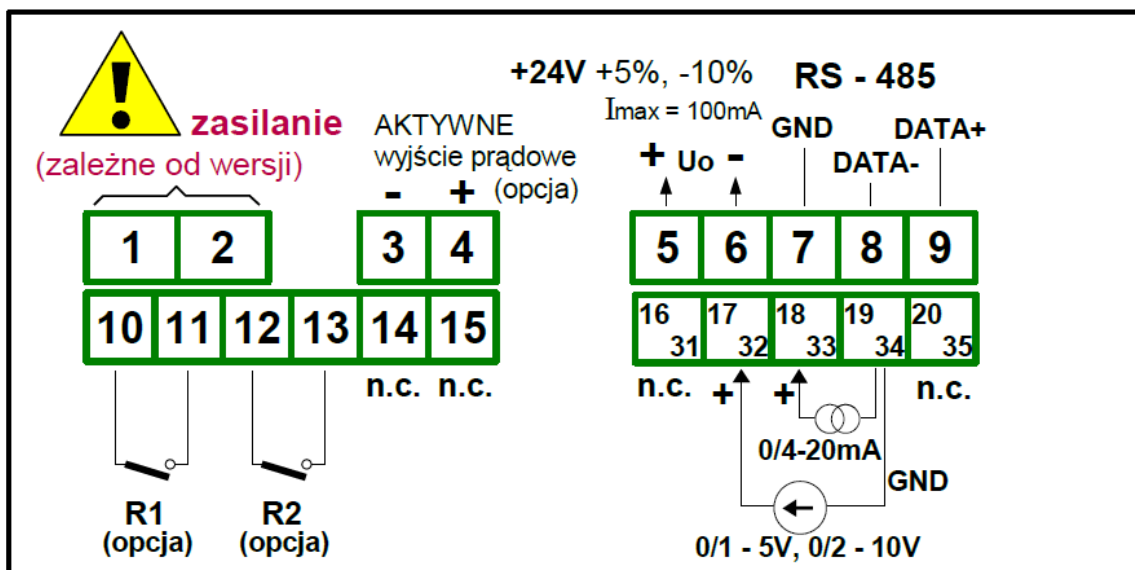 zasilanie
(zależne od wersji)
AKTYWNE
wyjście prądowe
(opcja)
- +
+24V +5%, -10%
Imax = 100mA
+ Uo -
RS - 485
GND
DATA-
DATA+
1 2 3 4 5 6 7 8 9
10 11 12 13 14 15
16 17 18 19 20
31 32 33 34 35
n.c. n.c.
n.c. + + n.c.
0/4-20mA
GND
R1
(opcja)
R2
(opcja)
0/1 - 5V, 0/2 - 10V